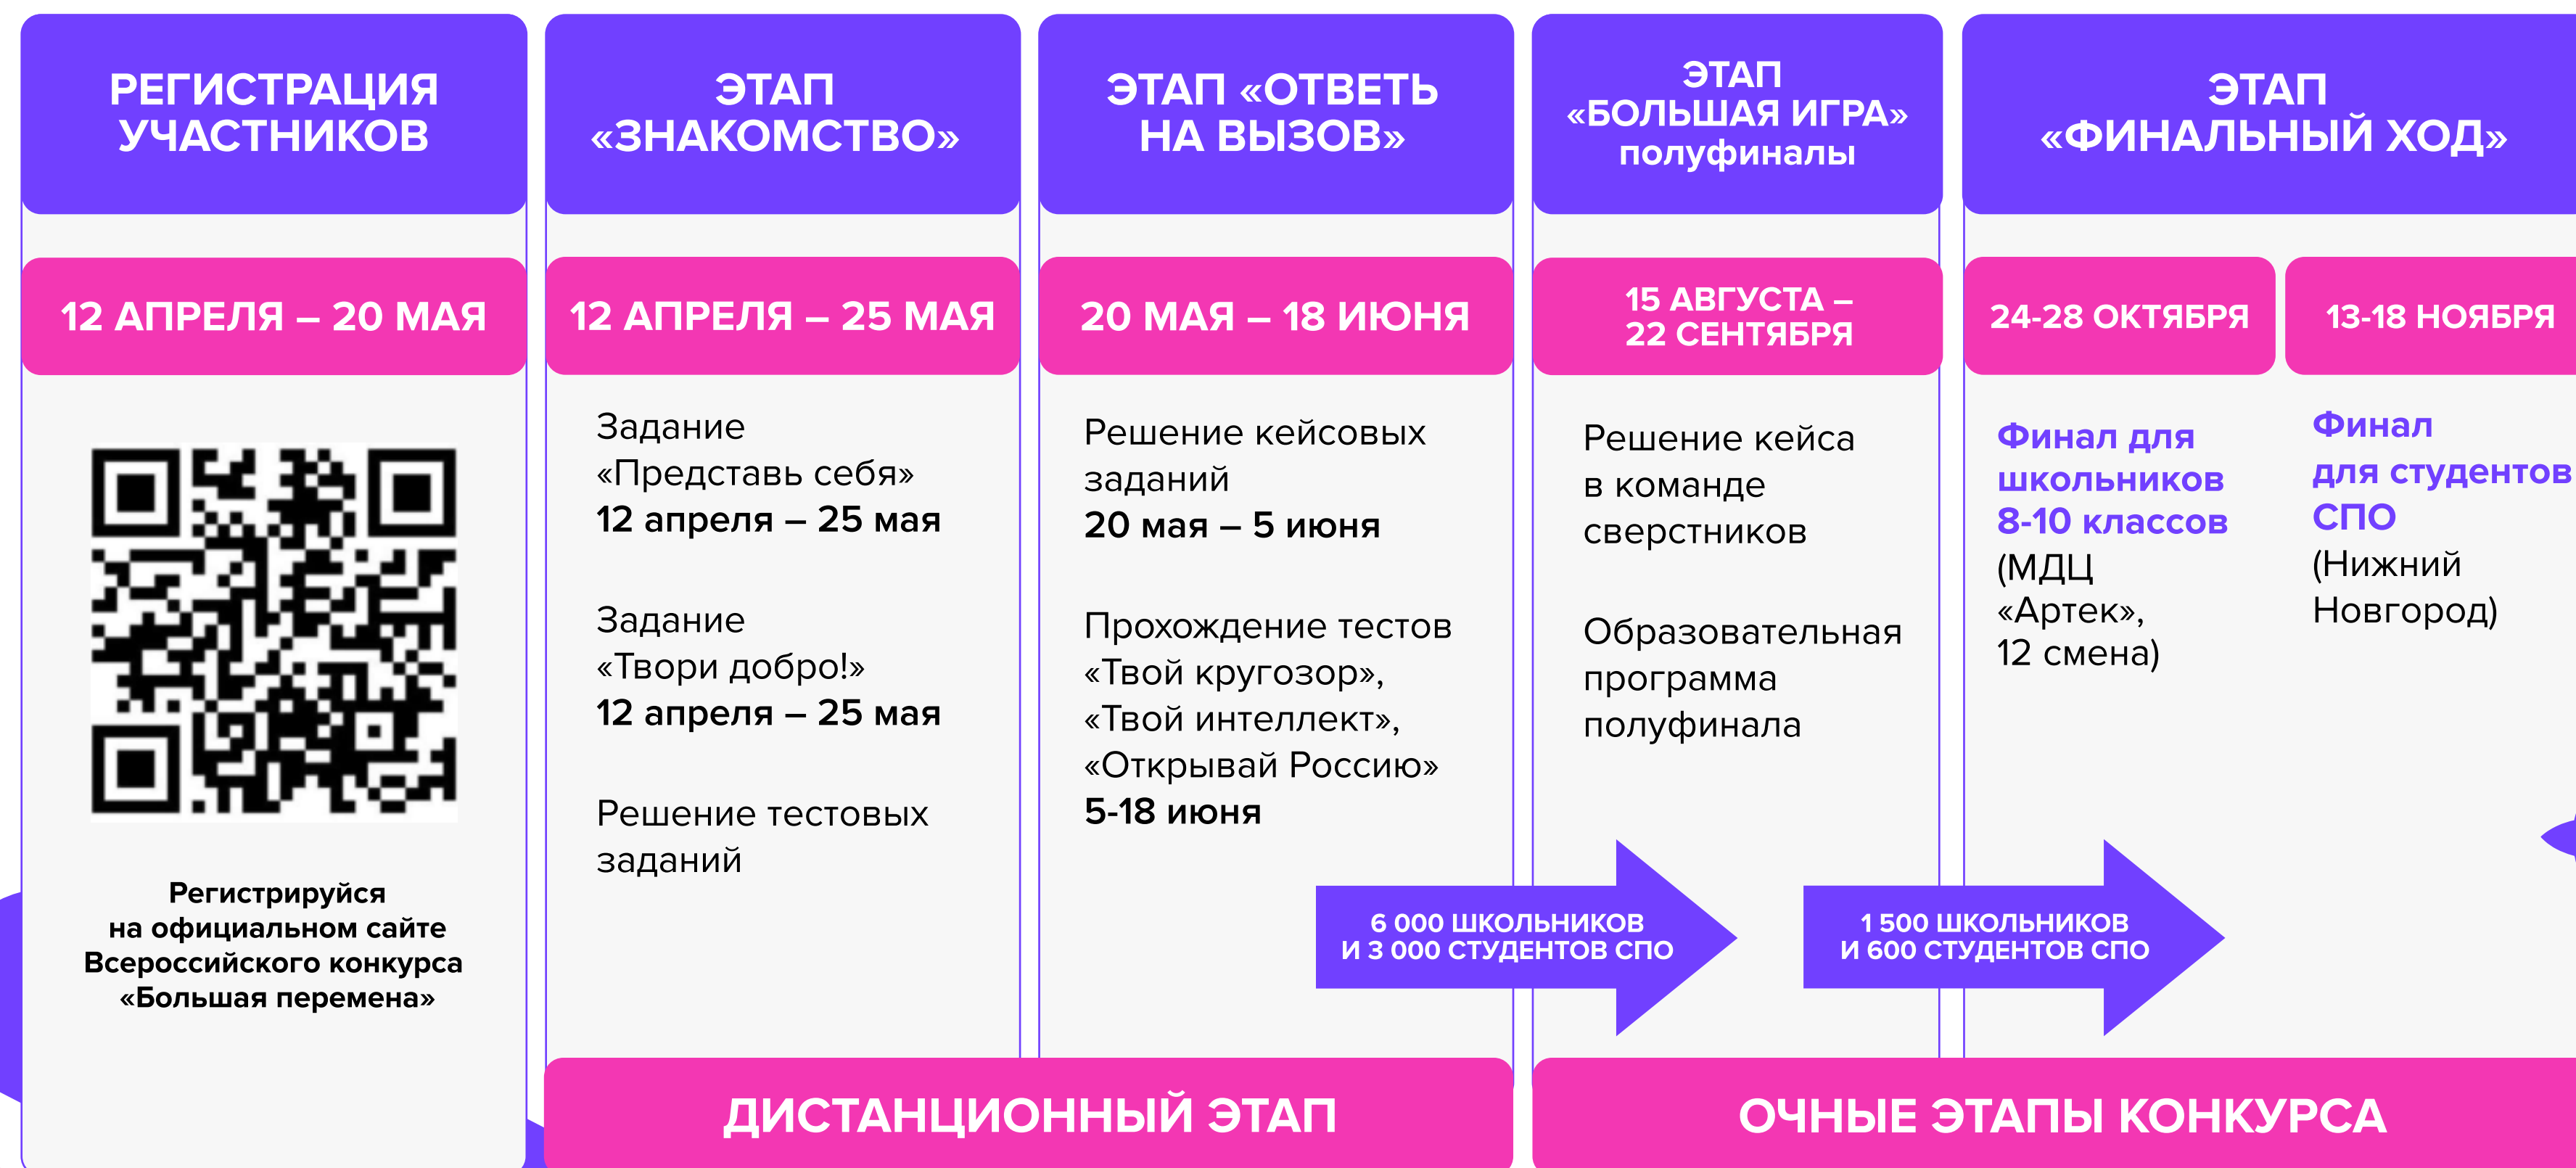 РЕГИСТРАЦИЯ
УЧАСТНИКОВ
12 АПРЕЛЯ – 20 МАЯ
Регистрируйся
на официальном сайте
Всероссийского конкурса
«Большая перемена»
ЭТАП
«ЗНАКОМСТВО»
12 АПРЕЛЯ – 25 МАЯ
Задание
«Представь себя»
12 апреля – 25 мая
Задание
«Твори добро!»
12 апреля – 25 мая
Решение тестовых
заданий
ЭТАП «ОТВЕТЬ
НА ВЫЗОВ»
20 МАЯ – 18 ИЮНЯ
Решение кейсовых
заданий
20 мая – 5 июня
Прохождение тестов
«Твой кругозор»,
«Твой интеллект»,
«Открывай Россию»
5-18 июня
6 000 ШКОЛЬНИКОВ
И 3 000 СТУДЕНТОВ СПО
ДИСТАНЦИОННЫЙ ЭТАП
ЭТАП
«БОЛЬШАЯ ИГРА»
полуфиналы
15 АВГУСТА –
22 СЕНТЯБРЯ
Решение кейса
в команде
сверстников
Образовательная
программа
полуфинала
1 500 ШКОЛЬНИКОВ
И 600 СТУДЕНТОВ СПО
ЭТАП
«ФИНАЛЬНЫЙ ХОД»
24-28 ОКТЯБРЯ
Финал для
школьников
8-10 классов
(МДЦ
«Артек»,
12 смена)
13-18 НОЯБРЯ
Финал
для студентов
СПО
(Нижний
Новгород)
ОЧНЫЕ ЭТАПЫ КОНКУРСА